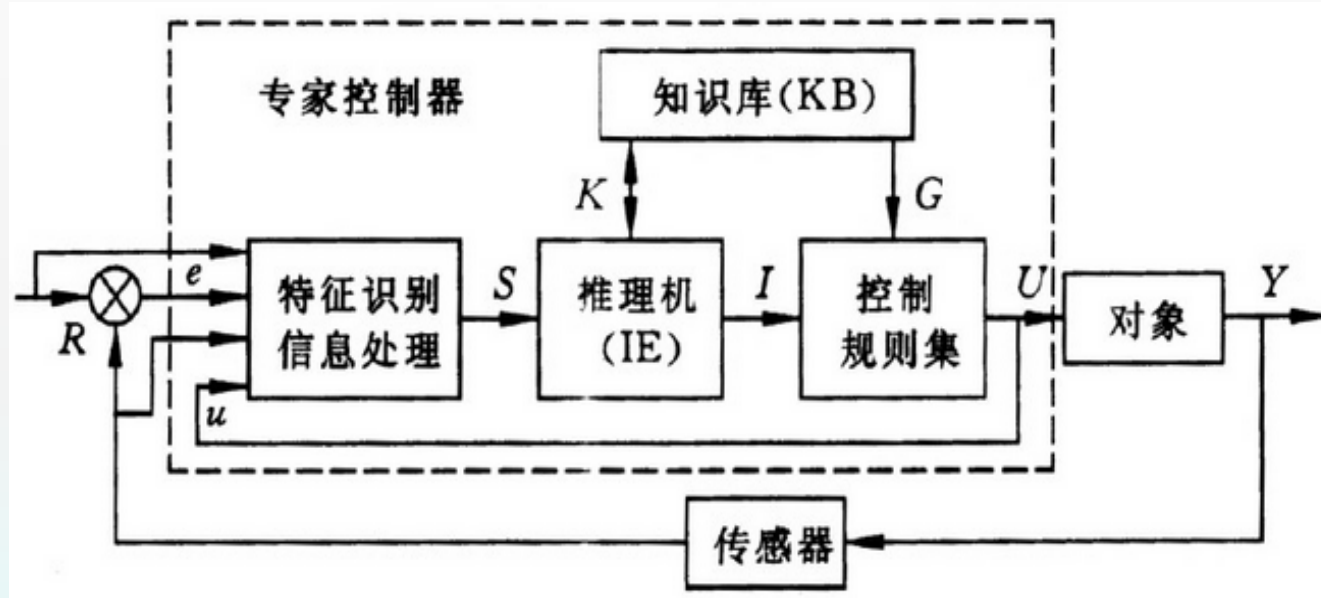 专家控制器
知识库(KB)
K
G
R
e
u
特征识别
信息处理
S
推理机
(IE)
I
控制
规则集
U
对象
Y
传感器